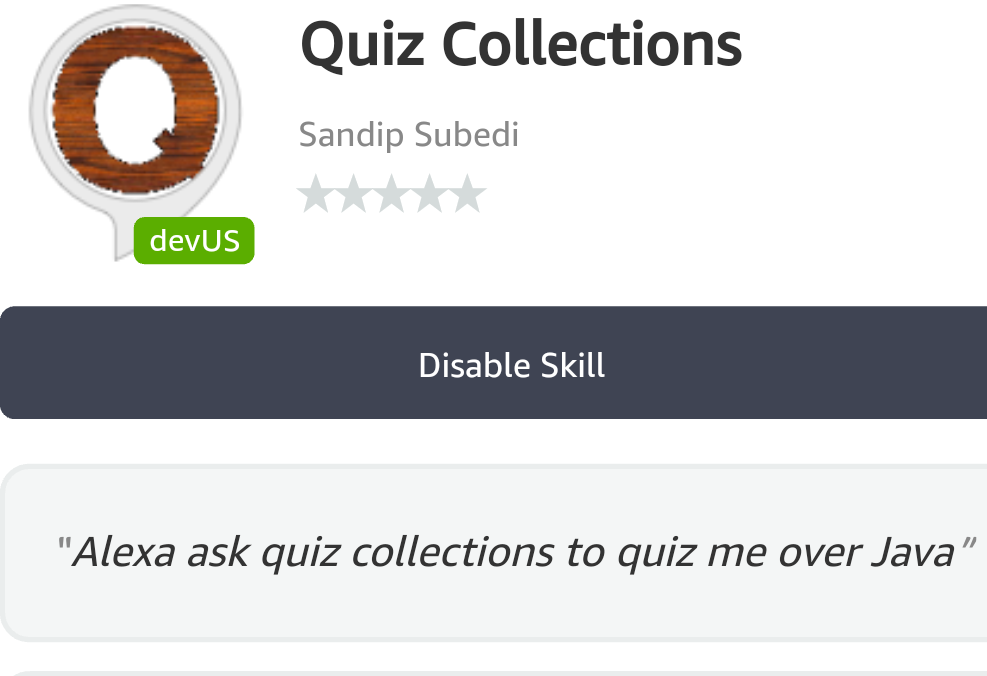 Q
Quiz Collections
Sandip Subedi
devUS
Disable Skill
"Alexa ask quiz collections to quiz me over Java"